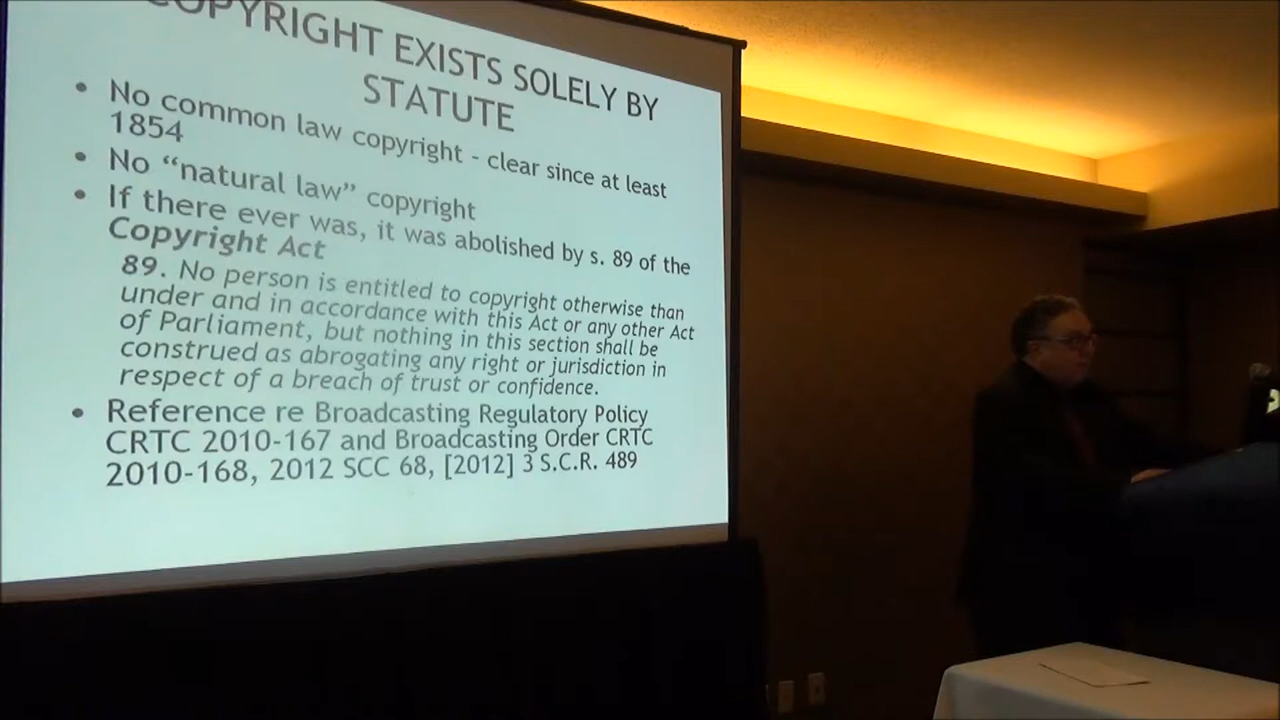 COPYRIGHT EXISTS SOLELY BY
STATUTE
• No common law copyright - clear since at least
1854
• No “natural law” copyright
• If there ever was, it was abolished by s. 89 of the
Copyright Act
89. No person is entitled to copyright otherwise than
under and in accordance with this Act or any other Act
of Parliament, but nothing in this section shall be
construed as abrogating any right or jurisdiction in
respect of a breach of trust or confidence.
• Reference re Broadcasting Regulatory Policy
CRTC 2010-167 and Broadcasting Order CRTC
2010-168, 2012 SCC 68, [2012] 3 S.C.R. 489